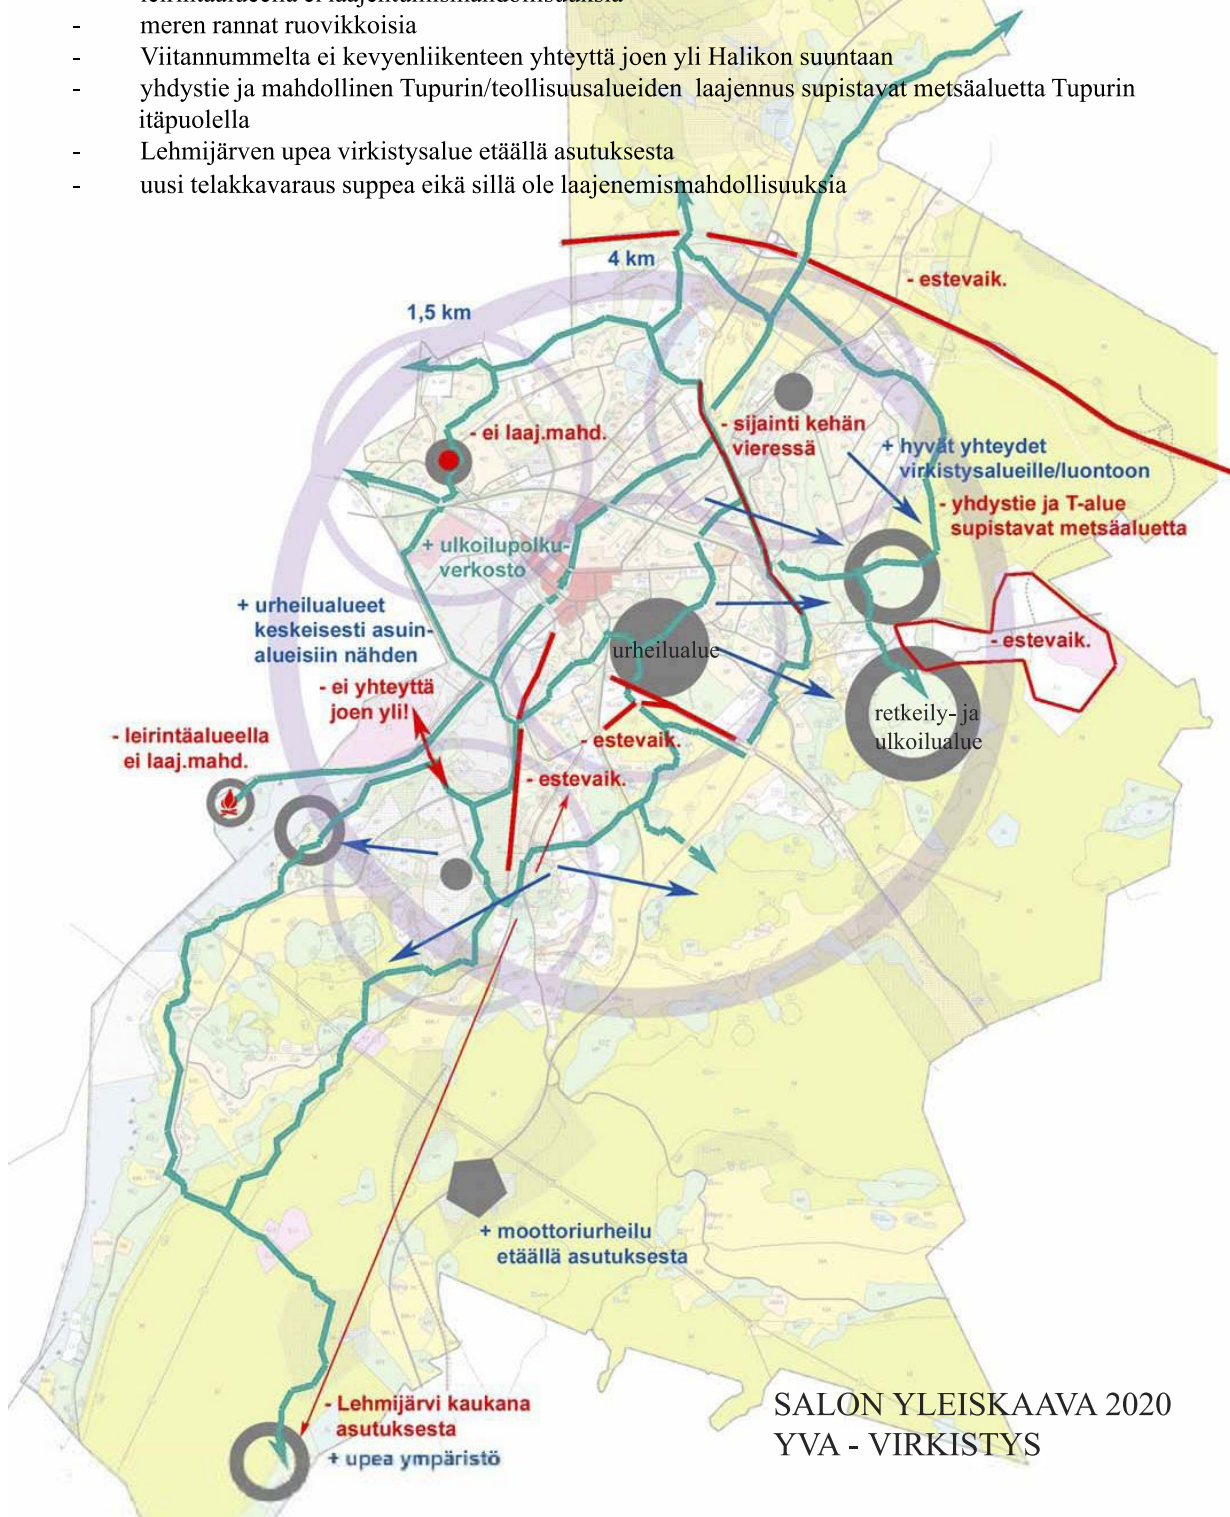 leirintäalueella ei laajentumismahdollisuuksia
- meren rannat ruovikkoisia
- Viitannummelta ei kevyenliikenteen yhteyttä joen yli Halikon suuntaan
- yhdystie ja mahdollinen Tupurin/teollisuusalueiden laajennus supistavat metsäaluetta Tupurin
itäpuolella
- Lehmijärven upea virkistysalue etäällä asutuksesta
- uusi telakkavaraus suppea eikä sillä ole laajenemismahdollisuuksia
4 km
- estevaik.
1,5 km
- ei laaj.mahd.
- sijainti kehän
vieressä
+ hyvät yhteydet
virkistysalueille/luontoon
- yhdystie ja T-alue
supistavat metsäaluetta
+ ulkoilupolku-
verkosto
+ urheilualueet
keskeisesti asuin-
alueisiin nähden
urheilualue
- estevaik.
- ei yhteyttä
joen yli!
retkeily- ja
ulkoilualue
- leirintäalueella
ei laaj.mahd.
- estevaik.
- estevaik.
+ moottoriurheilu
etäällä asutuksesta
- Lehmijärvi kaukana
asutuksesta
+ upea ympäristö
SALON YLEISKAAVA 2020
YVA - VIRKISTYS